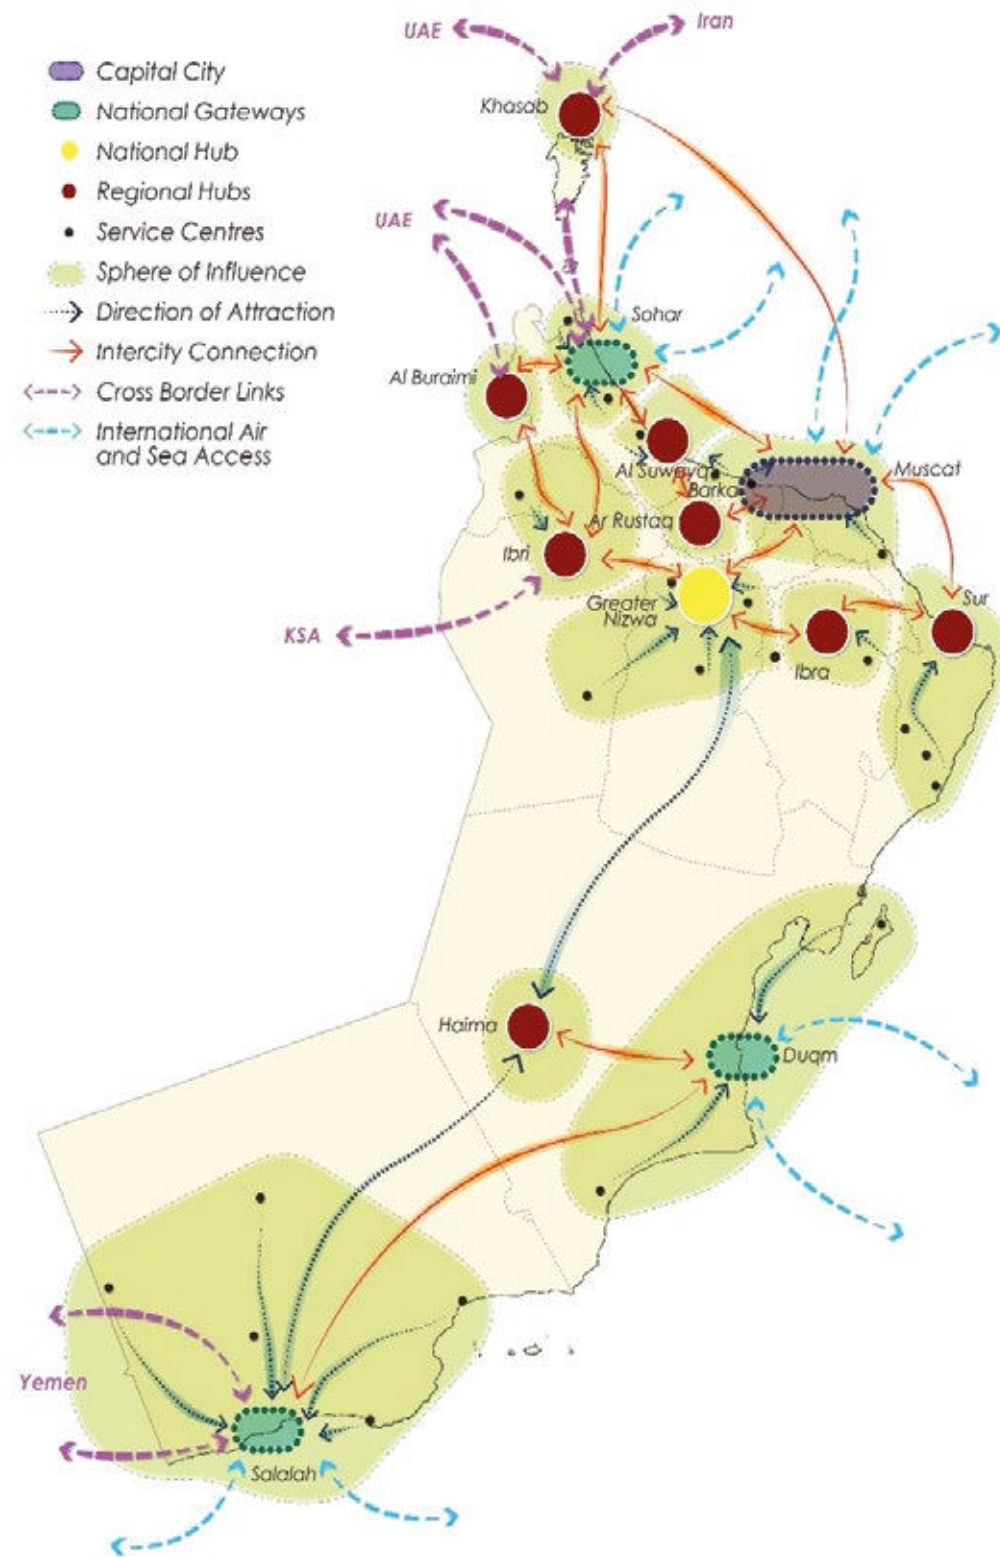 UAE
Iran
Capital City
National Gateways
National Hub
Regional Hubs
Service Centres
Sphere of Influence
Direction of Attraction
Intercity Connection
Cross Border Links
International Air
and Sea Access
Khasab
UAE
Sohar
Al Buraimi
Al Suwayq
Barka
Muscat
Ar Rustaq
Ibri
Greater
Nizwa
Sur
KSA
Ibra
Haima
Duqm
Yemen
Salalah